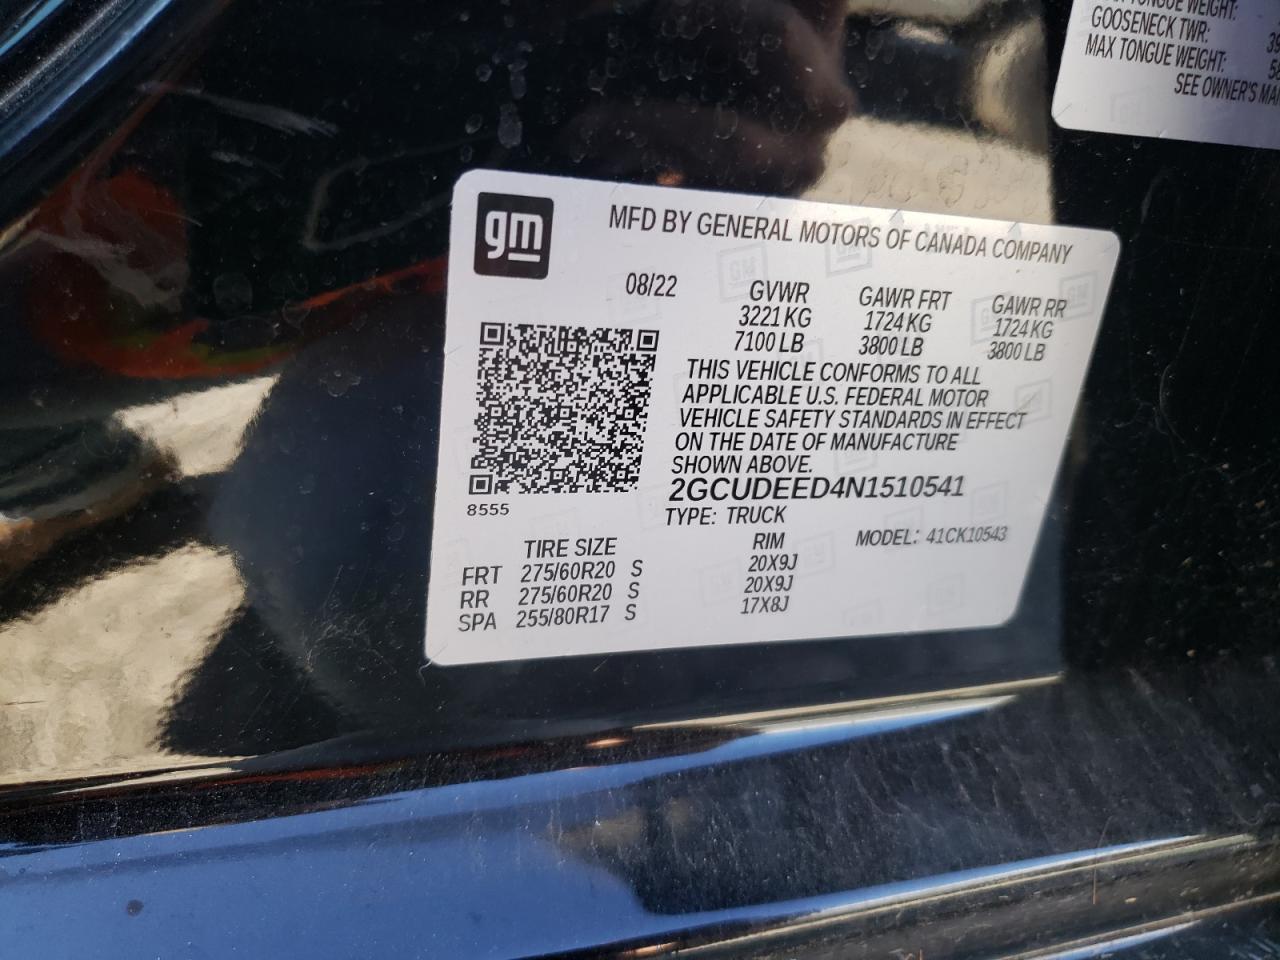 TONGUE WEIGHT:
GOOSENECK TWR:
MAX TONGUE WEIGHT:
SEE OWNER'S
gm
MFD BY GENERAL MOTORS OF CANADA COMPANY
08/22 GVWR GAWR FRT GAWR RR
3221 KG 1724 KG 1724 KG
7100 LB 3800 LB 3800 LB
THIS VEHICLE CONFORMS TO ALL
APPLICABLE U.S. FEDERAL MOTOR
VEHICLE SAFETY STANDARDS IN EFFECT
ON THE DATE OF MANUFACTURE
SHOWN ABOVE.
2GCUDEED4N1510541
8555
TYPE: TRUCK
MODEL: 41CK10543
TIRE SIZE RIM
FRT 275/60R20 S 20X9J
RR 275/60R20 S 20X9J
SPA 255/80R17 S 17X8J